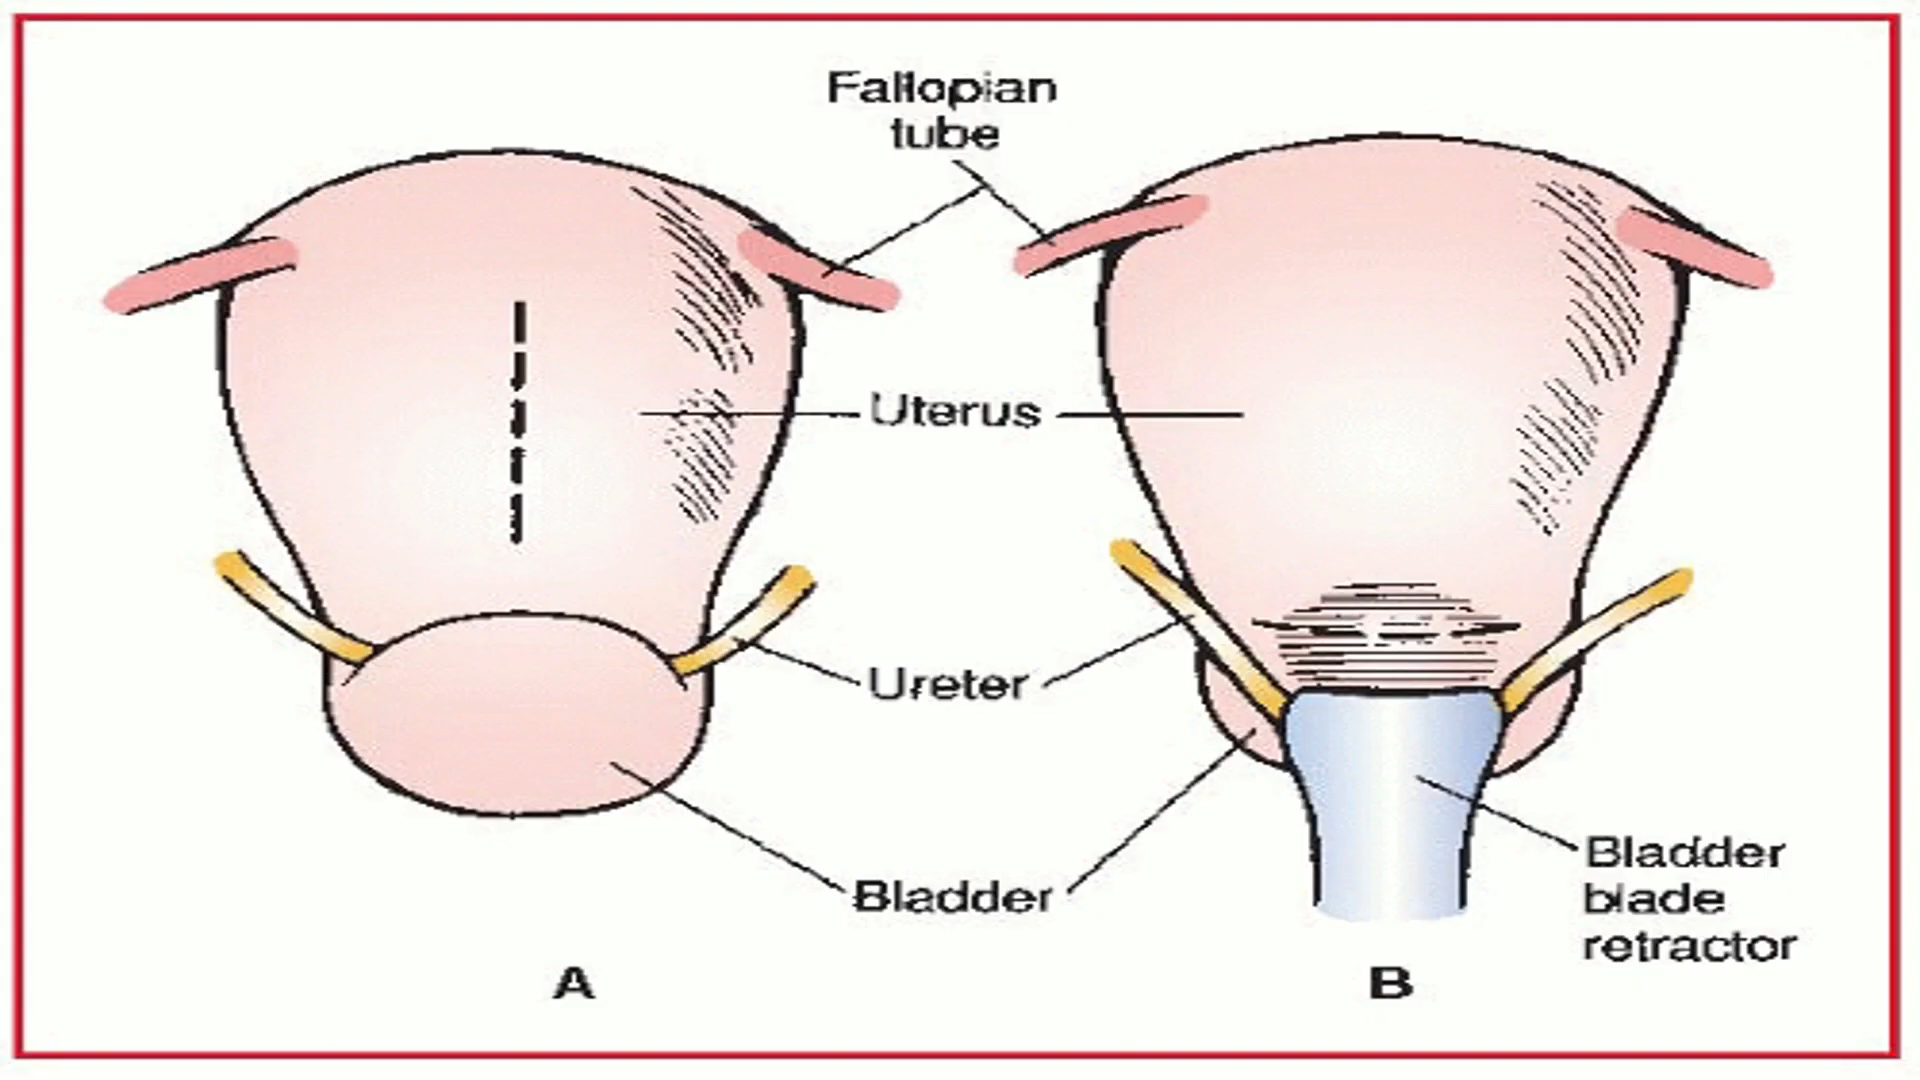 Fallopian
tube
Uterus
Ureter
Bladder
Bladder
blade
retractor
A
B